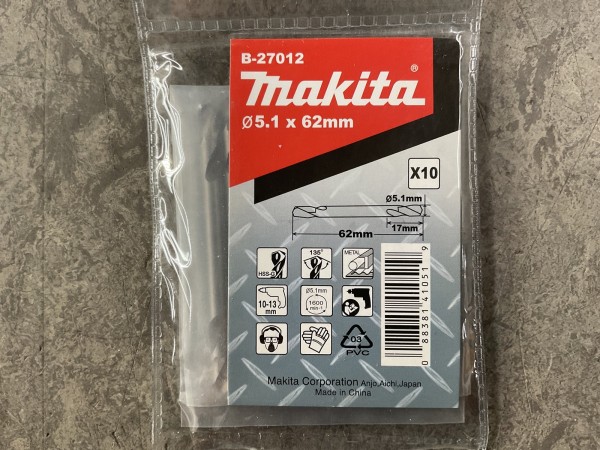 B-27012
makita®
Ø5.1 x 62mm
X10
Ø5.1mm
62mm
17mm
HSS-G
135°
METAL
10-13
mm
Ø5.1mm
1600
min-1
03
PVC
0 88381 41051 9
Makita Corporation Anjo,Aichi,Japan
Made in China